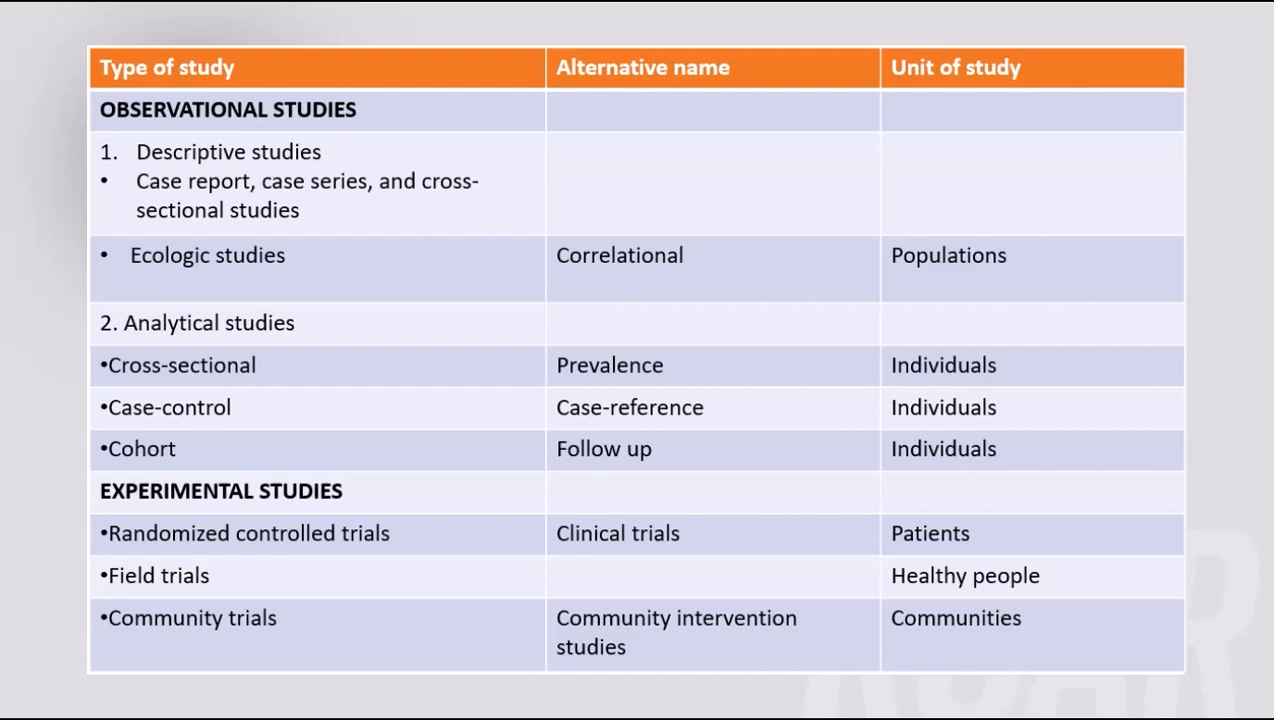 Type of study Alternative name Unit of study
OBSERVATIONAL STUDIES
1. Descriptive studies
• Case report, case series, and cross-
sectional studies
• Ecologic studies Correlational Populations
2. Analytical studies
•Cross-sectional Prevalence Individuals
•Case-control Case-reference Individuals
•Cohort Follow up Individuals
EXPERIMENTAL STUDIES
•Randomized controlled trials Clinical trials Patients
•Field trials Healthy people
•Community trials Community intervention Communities
studies